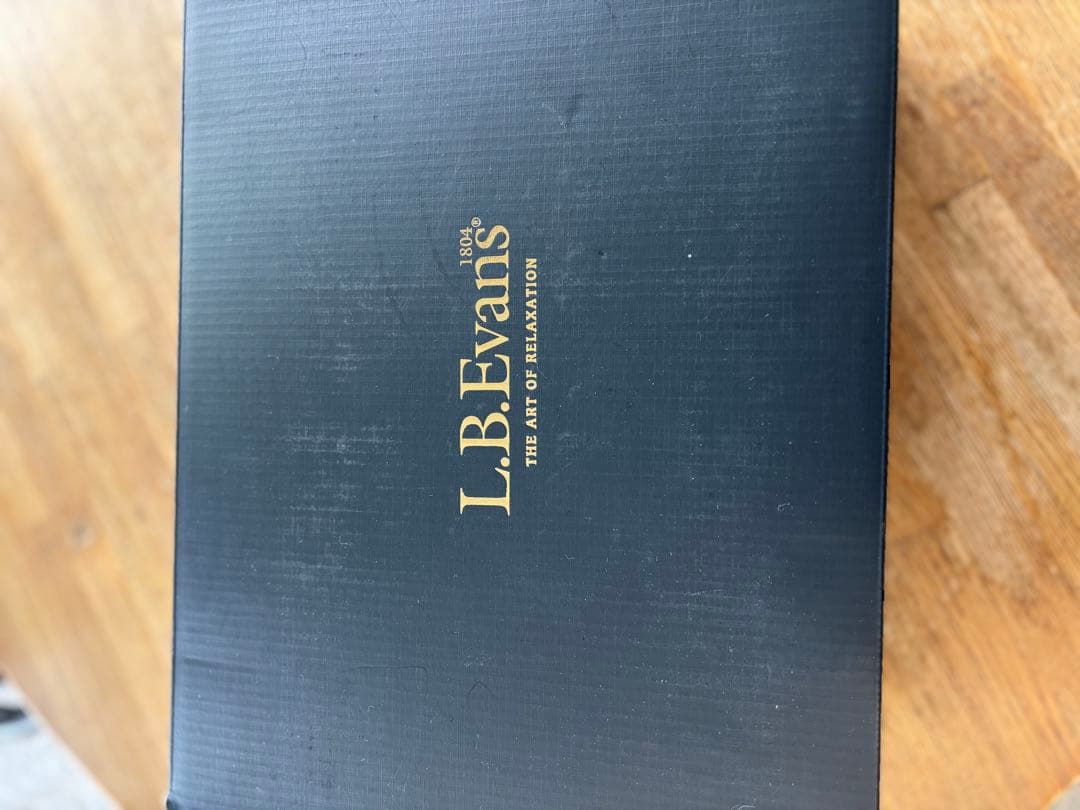 1804®
L.B.Evans
THE ART OF RELAXATION